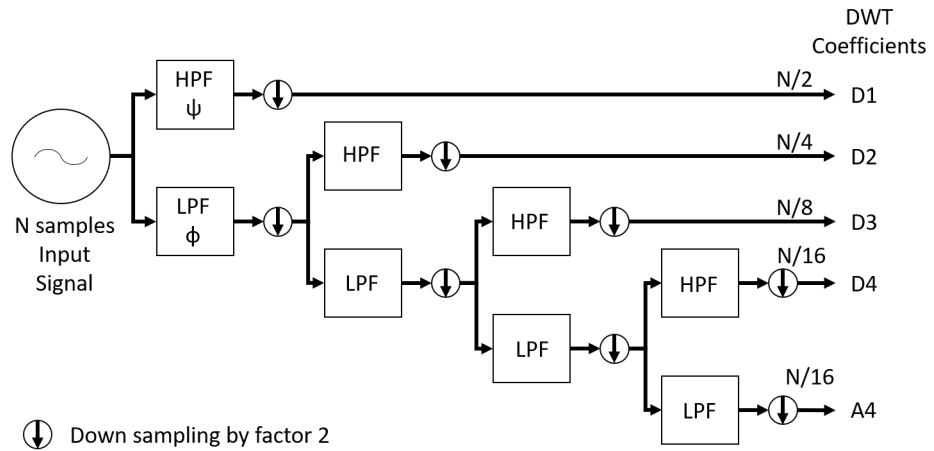 DWT
Coefficients
HPF
ψ
N/2
D1
HPF
N/4
D2
N samples
Input
Signal
LPF
ϕ
HPF
N/8
D3
LPF
HPF
N/16
D4
LPF
LPF
N/16
A4
Down sampling by factor 2